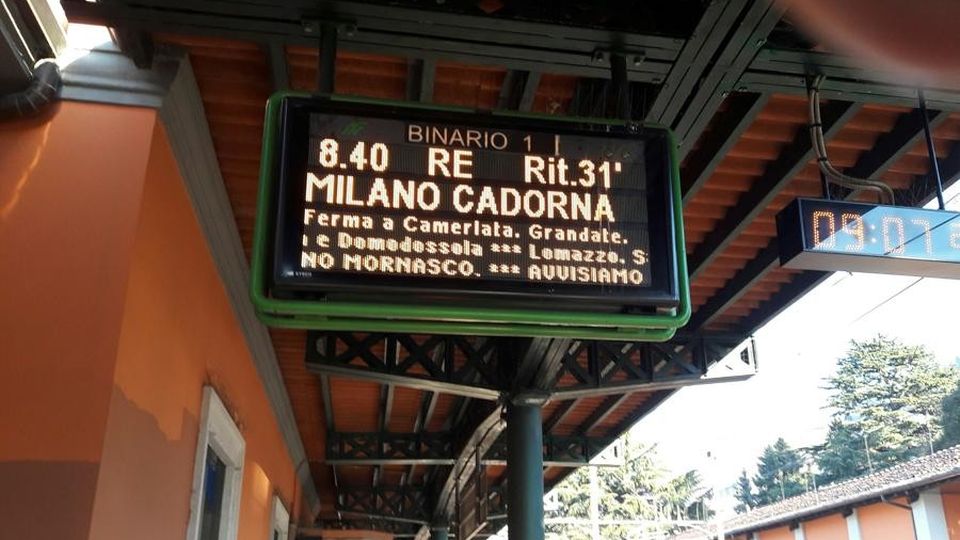 BINARIO 1
8.40 RE Rit.31'
MILANO CADORNA
Ferma a Camerlata. Grandate.
e Domodossola *** Lomazzo. S
NO MORNASCO. *** AVVISIAMO
09:07